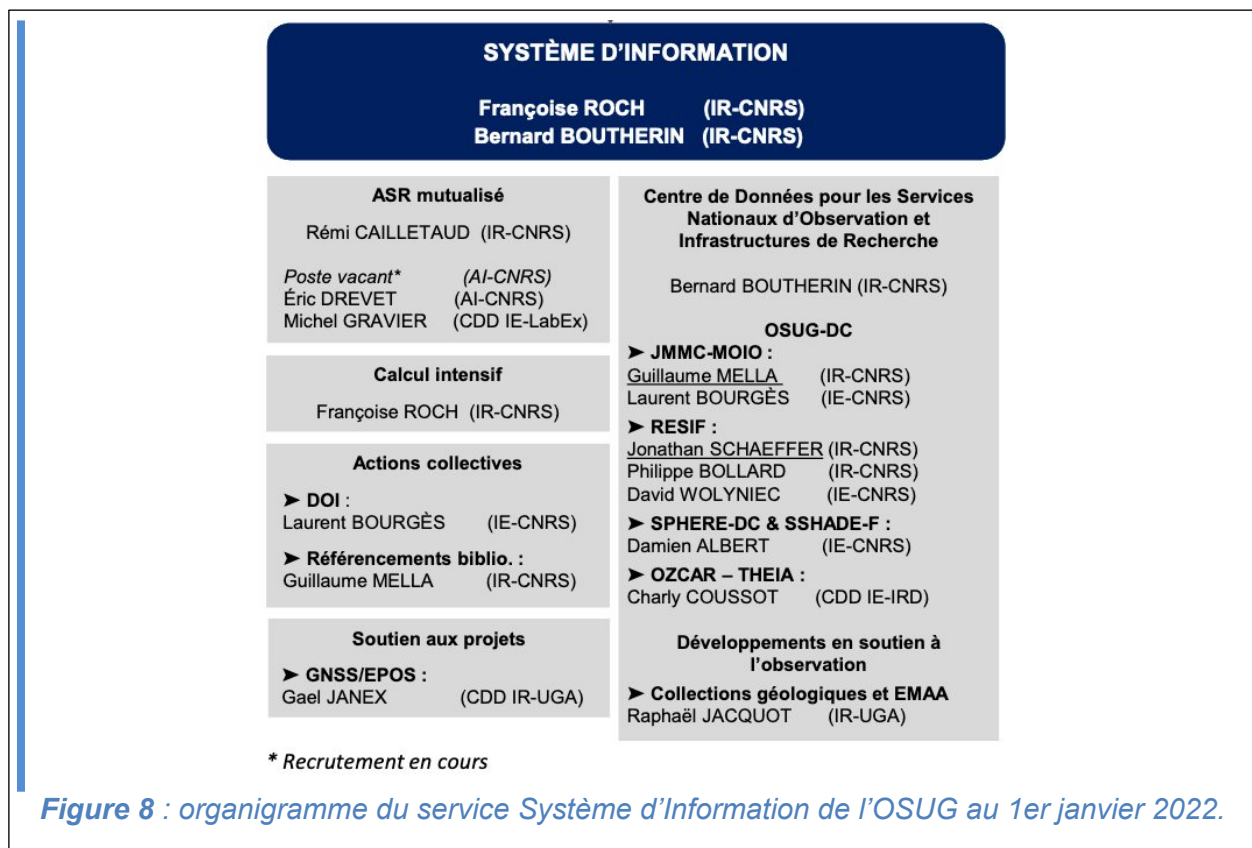 SYSTÈME D'INFORMATION
Françoise ROCH (IR-CNRS)
Bernard BOUTHERIN (IR-CNRS)
ASR mutualisé
Rémi CAILLETAUD (IR-CNRS)
Poste vacant* (AI-CNRS)
Éric DREVET (AI-CNRS)
Michel GRAVIER (CDD IE-LabEx)
Calcul intensif
Françoise ROCH (IR-CNRS)
Actions collectives
➤ DOI :
Laurent BOURGÈS (IE-CNRS)
➤ Référencements biblio. :
Guillaume MELLA (IR-CNRS)
Soutien aux projets
➤ GNSS/EPOS :
Gael JANEX (CDD IR-UGA)
Centre de Données pour les Services
Nationaux d'Observation et
Infrastructures de Recherche
Bernard BOUTHERIN (IR-CNRS)
OSUG-DC
➤ JMMC-MOIO :
Guillaume MELLA (IR-CNRS)
Laurent BOURGÈS (IE-CNRS)
➤ RESIF :
Jonathan SCHAEFFER (IR-CNRS)
Philippe BOLLARD (IR-CNRS)
David WOLYNIEC (IE-CNRS)
➤ SPHERE-DC & SSHADE-F :
Damien ALBERT (IE-CNRS)
➤ OZCAR – THEIA :
Charly COUSSOT (CDD IE-IRD)
Développements en soutien à
l'observation
➤ Collections géologiques et EMAA
Raphaël JACQUOT (IR-UGA)
* Recrutement en cours
Figure 8 : organigramme du service Système d'Information de l'OSUG au 1er janvier 2022.